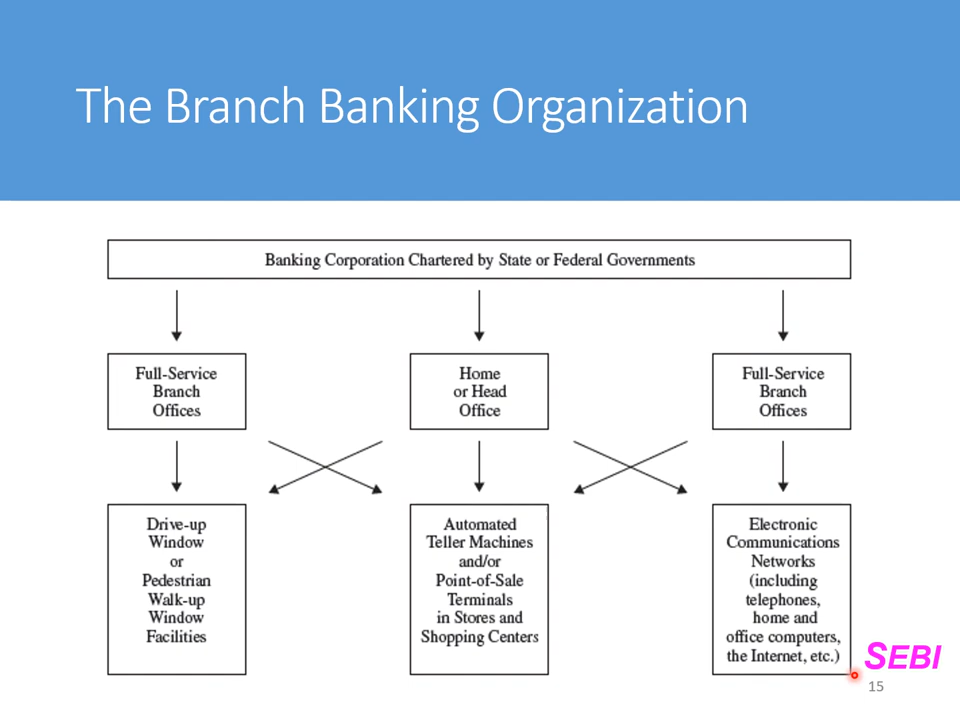 The Branch Banking Organization
Banking Corporation Chartered by State or Federal Governments
Full-Service
Branch
Offices
Home
or Head
Office
Full-Service
Branch
Offices
Drive-up
Window
or
Pedestrian
Walk-up
Window
Facilities
Automated
Teller Machines
and/or
Point-of-Sale
Terminals
in Stores and
Shopping Centers
Electronic
Communications
Networks
(including
telephones,
home and
office computers,
the Internet, etc.)
SEBI
15